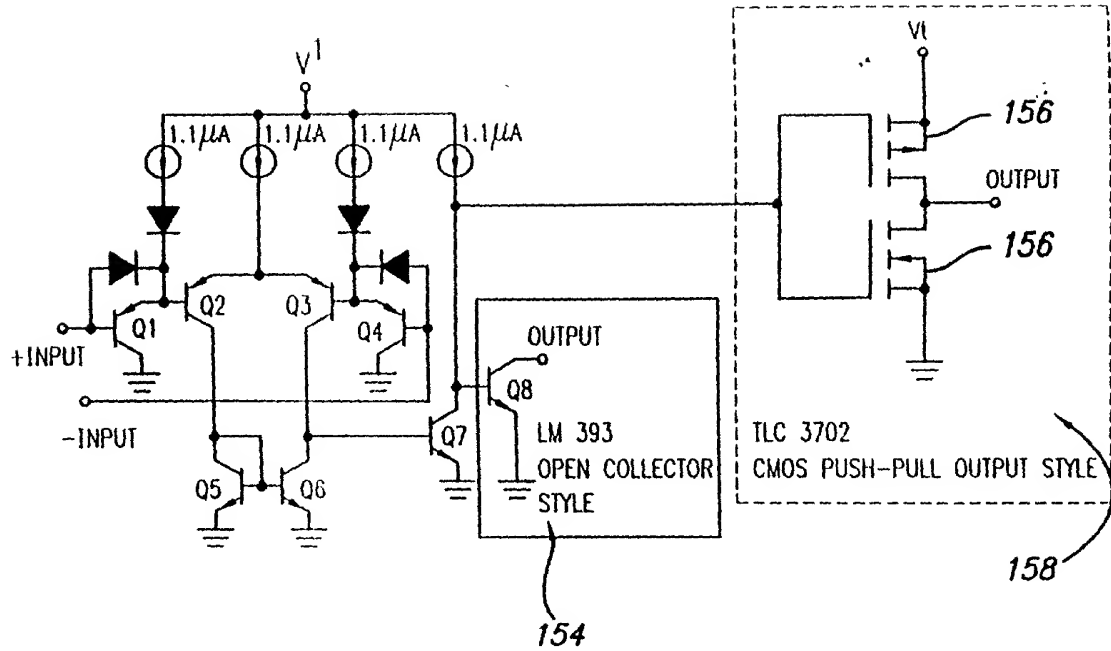 V1
1.1μA 1.1μA 1.1μA 1.1μA
Vt
156
OUTPUT
156
Q1
Q2
Q3
Q4
+INPUT
-INPUT
OUTPUT
Q8
Q7
Q5
Q6
LM 393
OPEN COLLECTOR
STYLE
TLC 3702
CMOS PUSH-PULL OUTPUT STYLE
158
154